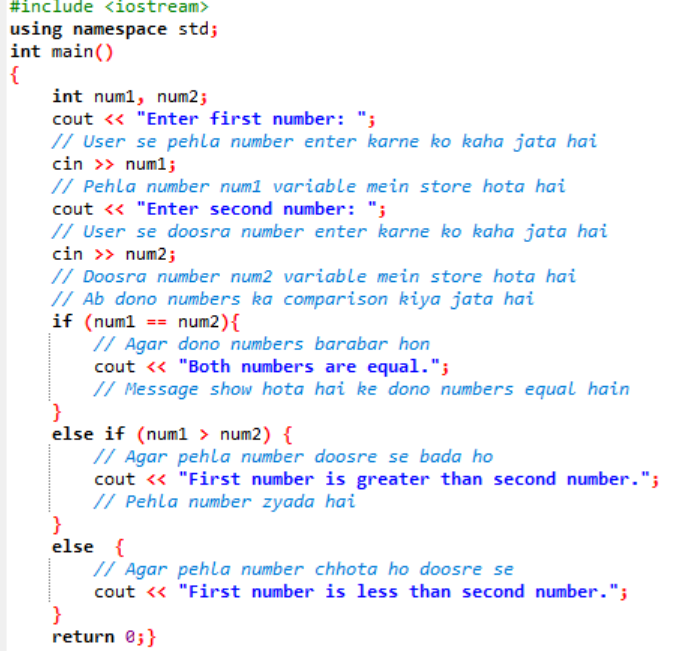 #include <iostream>
using namespace std;
int main()
{
int num1, num2;
cout << "Enter first number: ";
// User se pehla number enter karne ko kaha jata hai
cin >> num1;
// Pehla number num1 variable mein store hota hai
cout << "Enter second number: ";
// User se doosra number enter karne ko kaha jata hai
cin >> num2;
// Doosra number num2 variable mein store hota hai
// Ab dono numbers ka comparison kiya jata hai
if (num1 == num2){
// Agar dono numbers barabar hon
cout << "Both numbers are equal.";
// Message show hota hai ke dono numbers equal hain
}
else if (num1 > num2) {
// Agar pehla number doosre se bada ho
cout << "First number is greater than second number.";
// Pehla number zyada hai
}
else  {
// Agar pehla number chhota ho doosre se
cout << "First number is less than second number.";
}
return 0;}